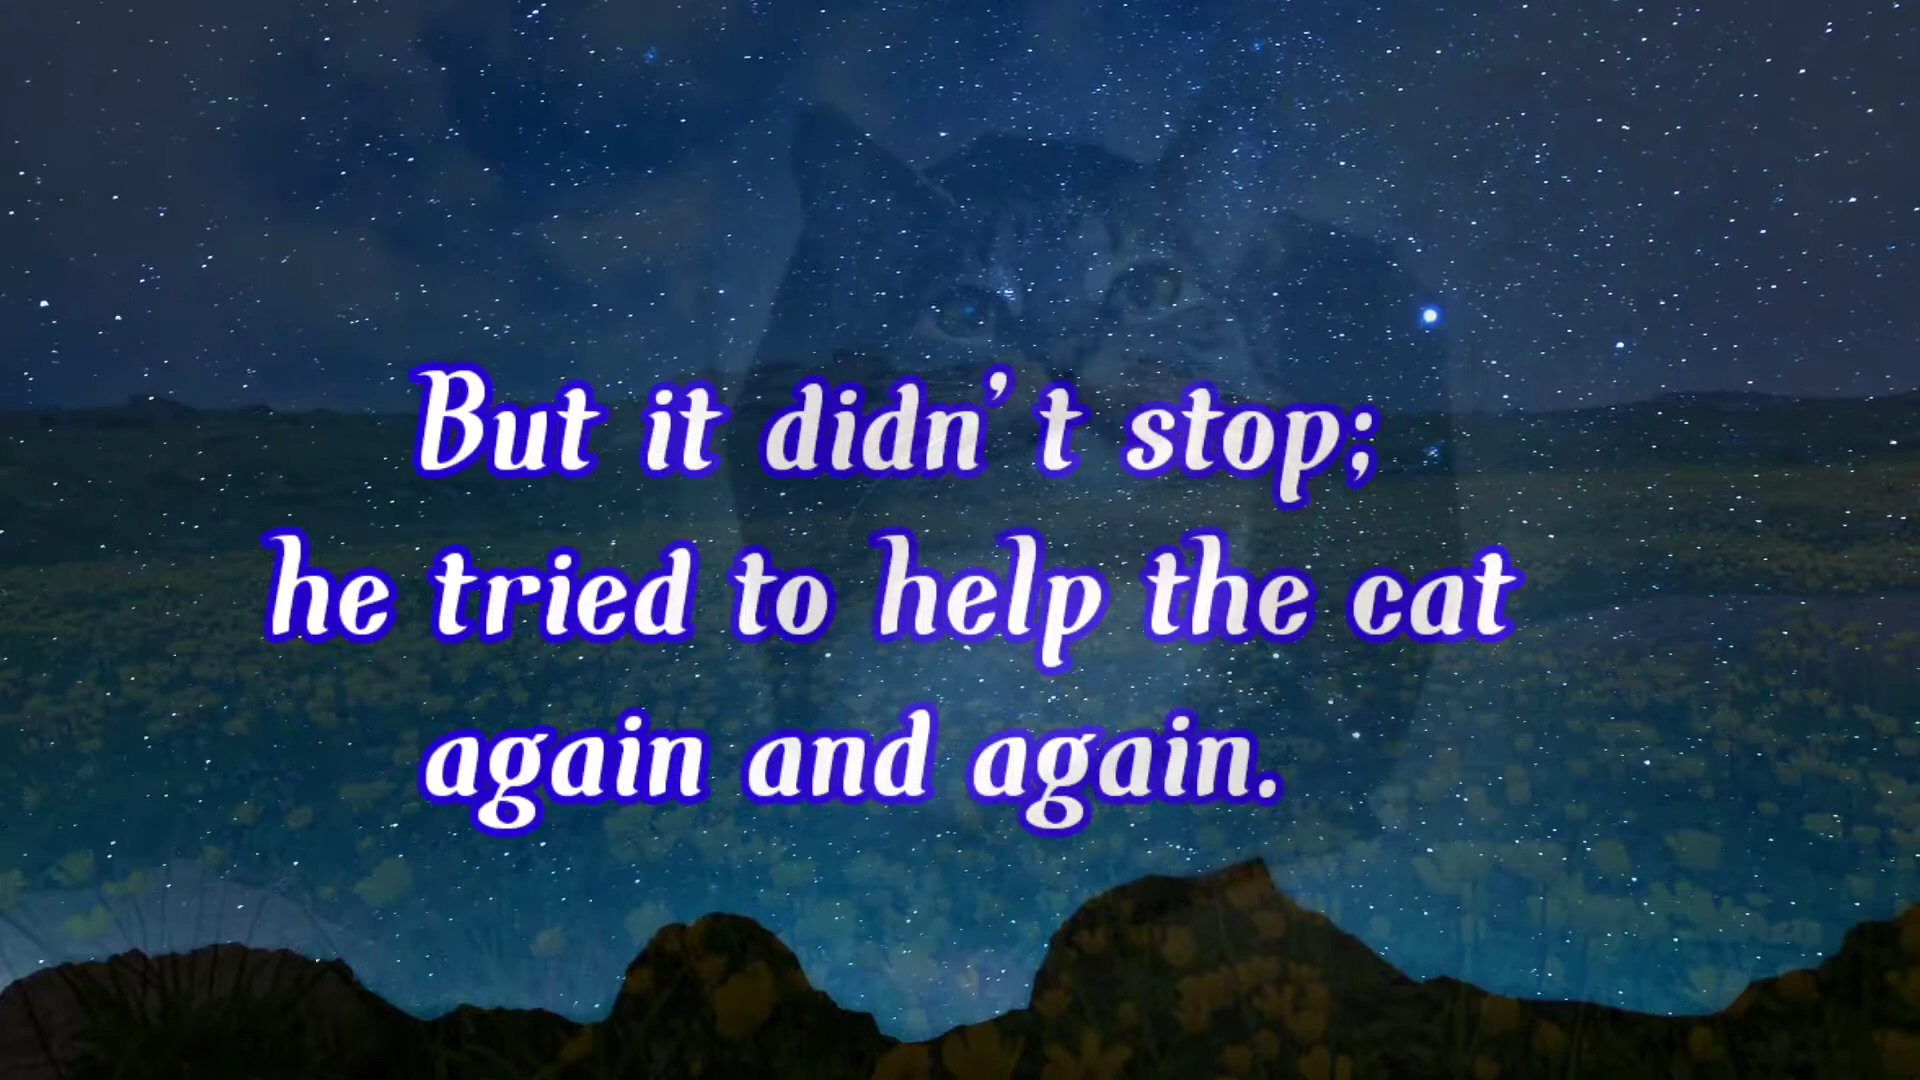 But it didn't stop;
he tried to help the cat
again and again.